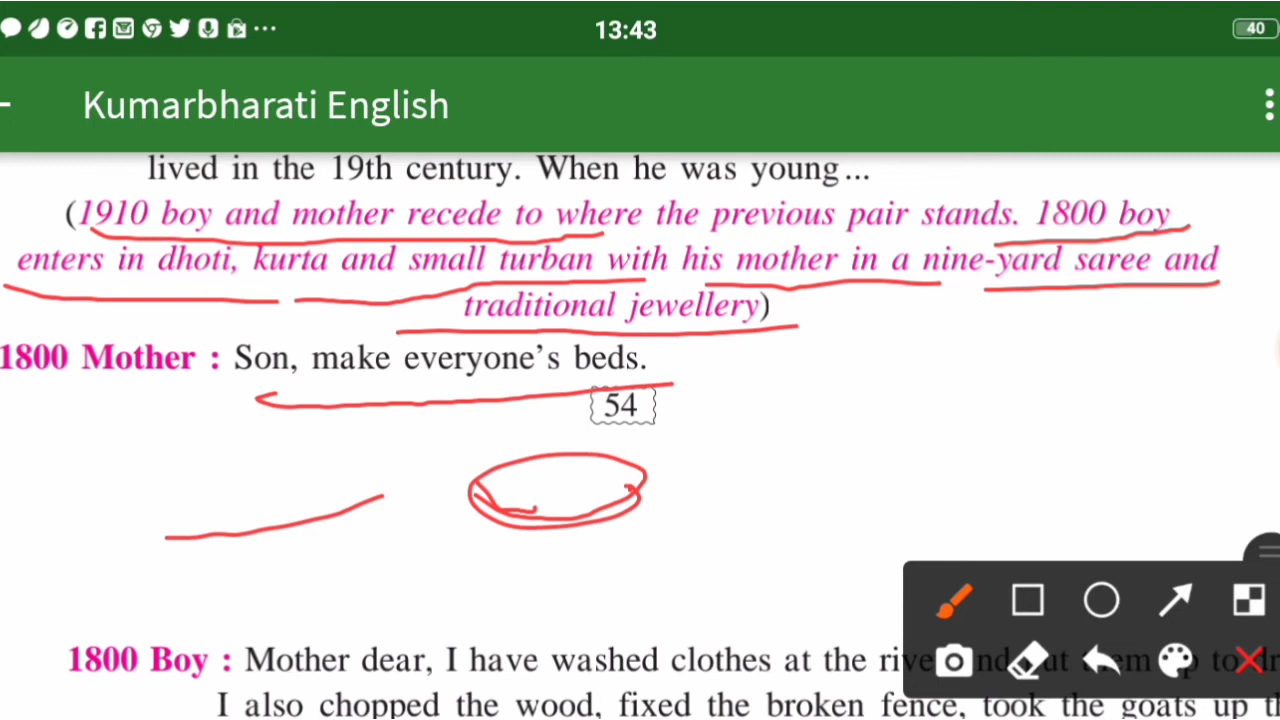 13:43
40
Kumarbharati English
lived in the 19th century. When he was young...
(1910 boy and mother recede to where the previous pair stands. 1800 boy
enters in dhoti, kurta and small turban with his mother in a nine-yard saree and
traditional jewellery)
1800 Mother : Son, make everyone's beds.
54
1800 Boy : Mother dear, I have washed clothes at the
I also chopped the wood, fixed the broken fence, took the goats up